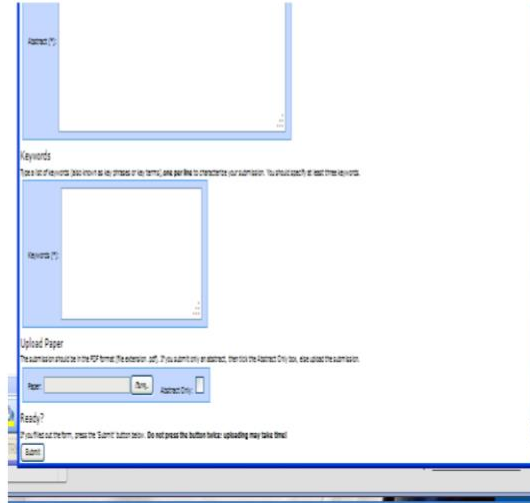 Abstract (*):
Keywords
Type a list of keywords (also known as key phrases or key terms), one per line to characterize your submission. You should specify at least three keywords.
Keywords (*):
Upload Paper
The submission should be in the PDF format (file extension .pdf). If you submit only an abstract, then tick the Abstract Only box, else upload the submission.
Paper:
Abstract Only:
Ready?
If you filled out the form, press the 'Submit' button below. Do not press the button twice: uploading may take time!
Submit